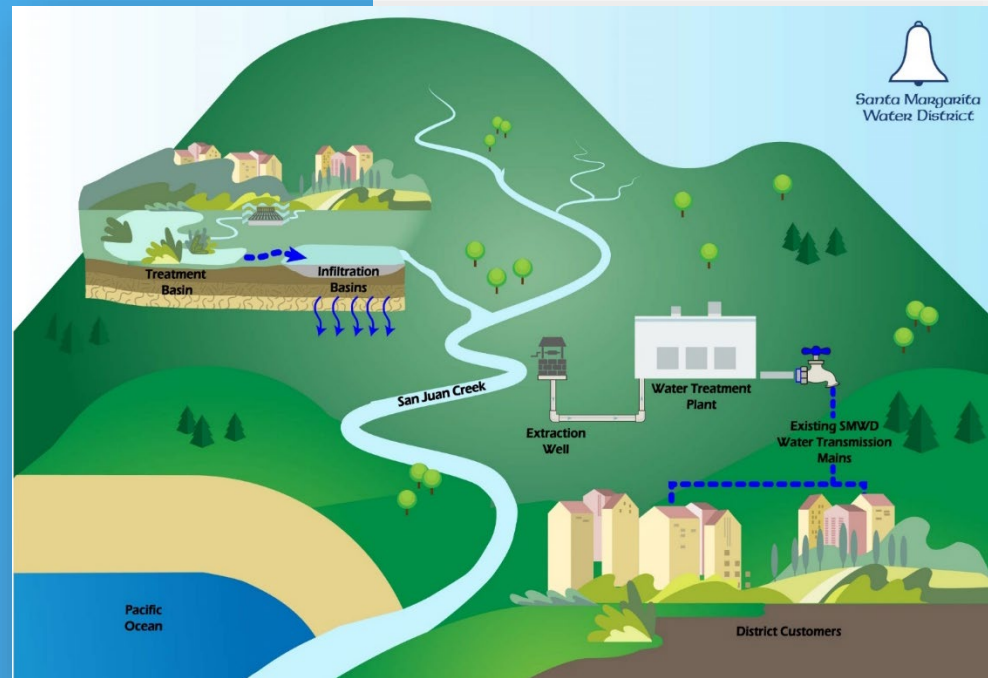 Santa Margarita
Water District
Treatment
Basin
Infiltration
Basins
San Juan Creek
Extraction
Well
Water Treatment
Plant
Existing SMWD
Water Transmission
Mains
Pacific
Ocean
District Customers